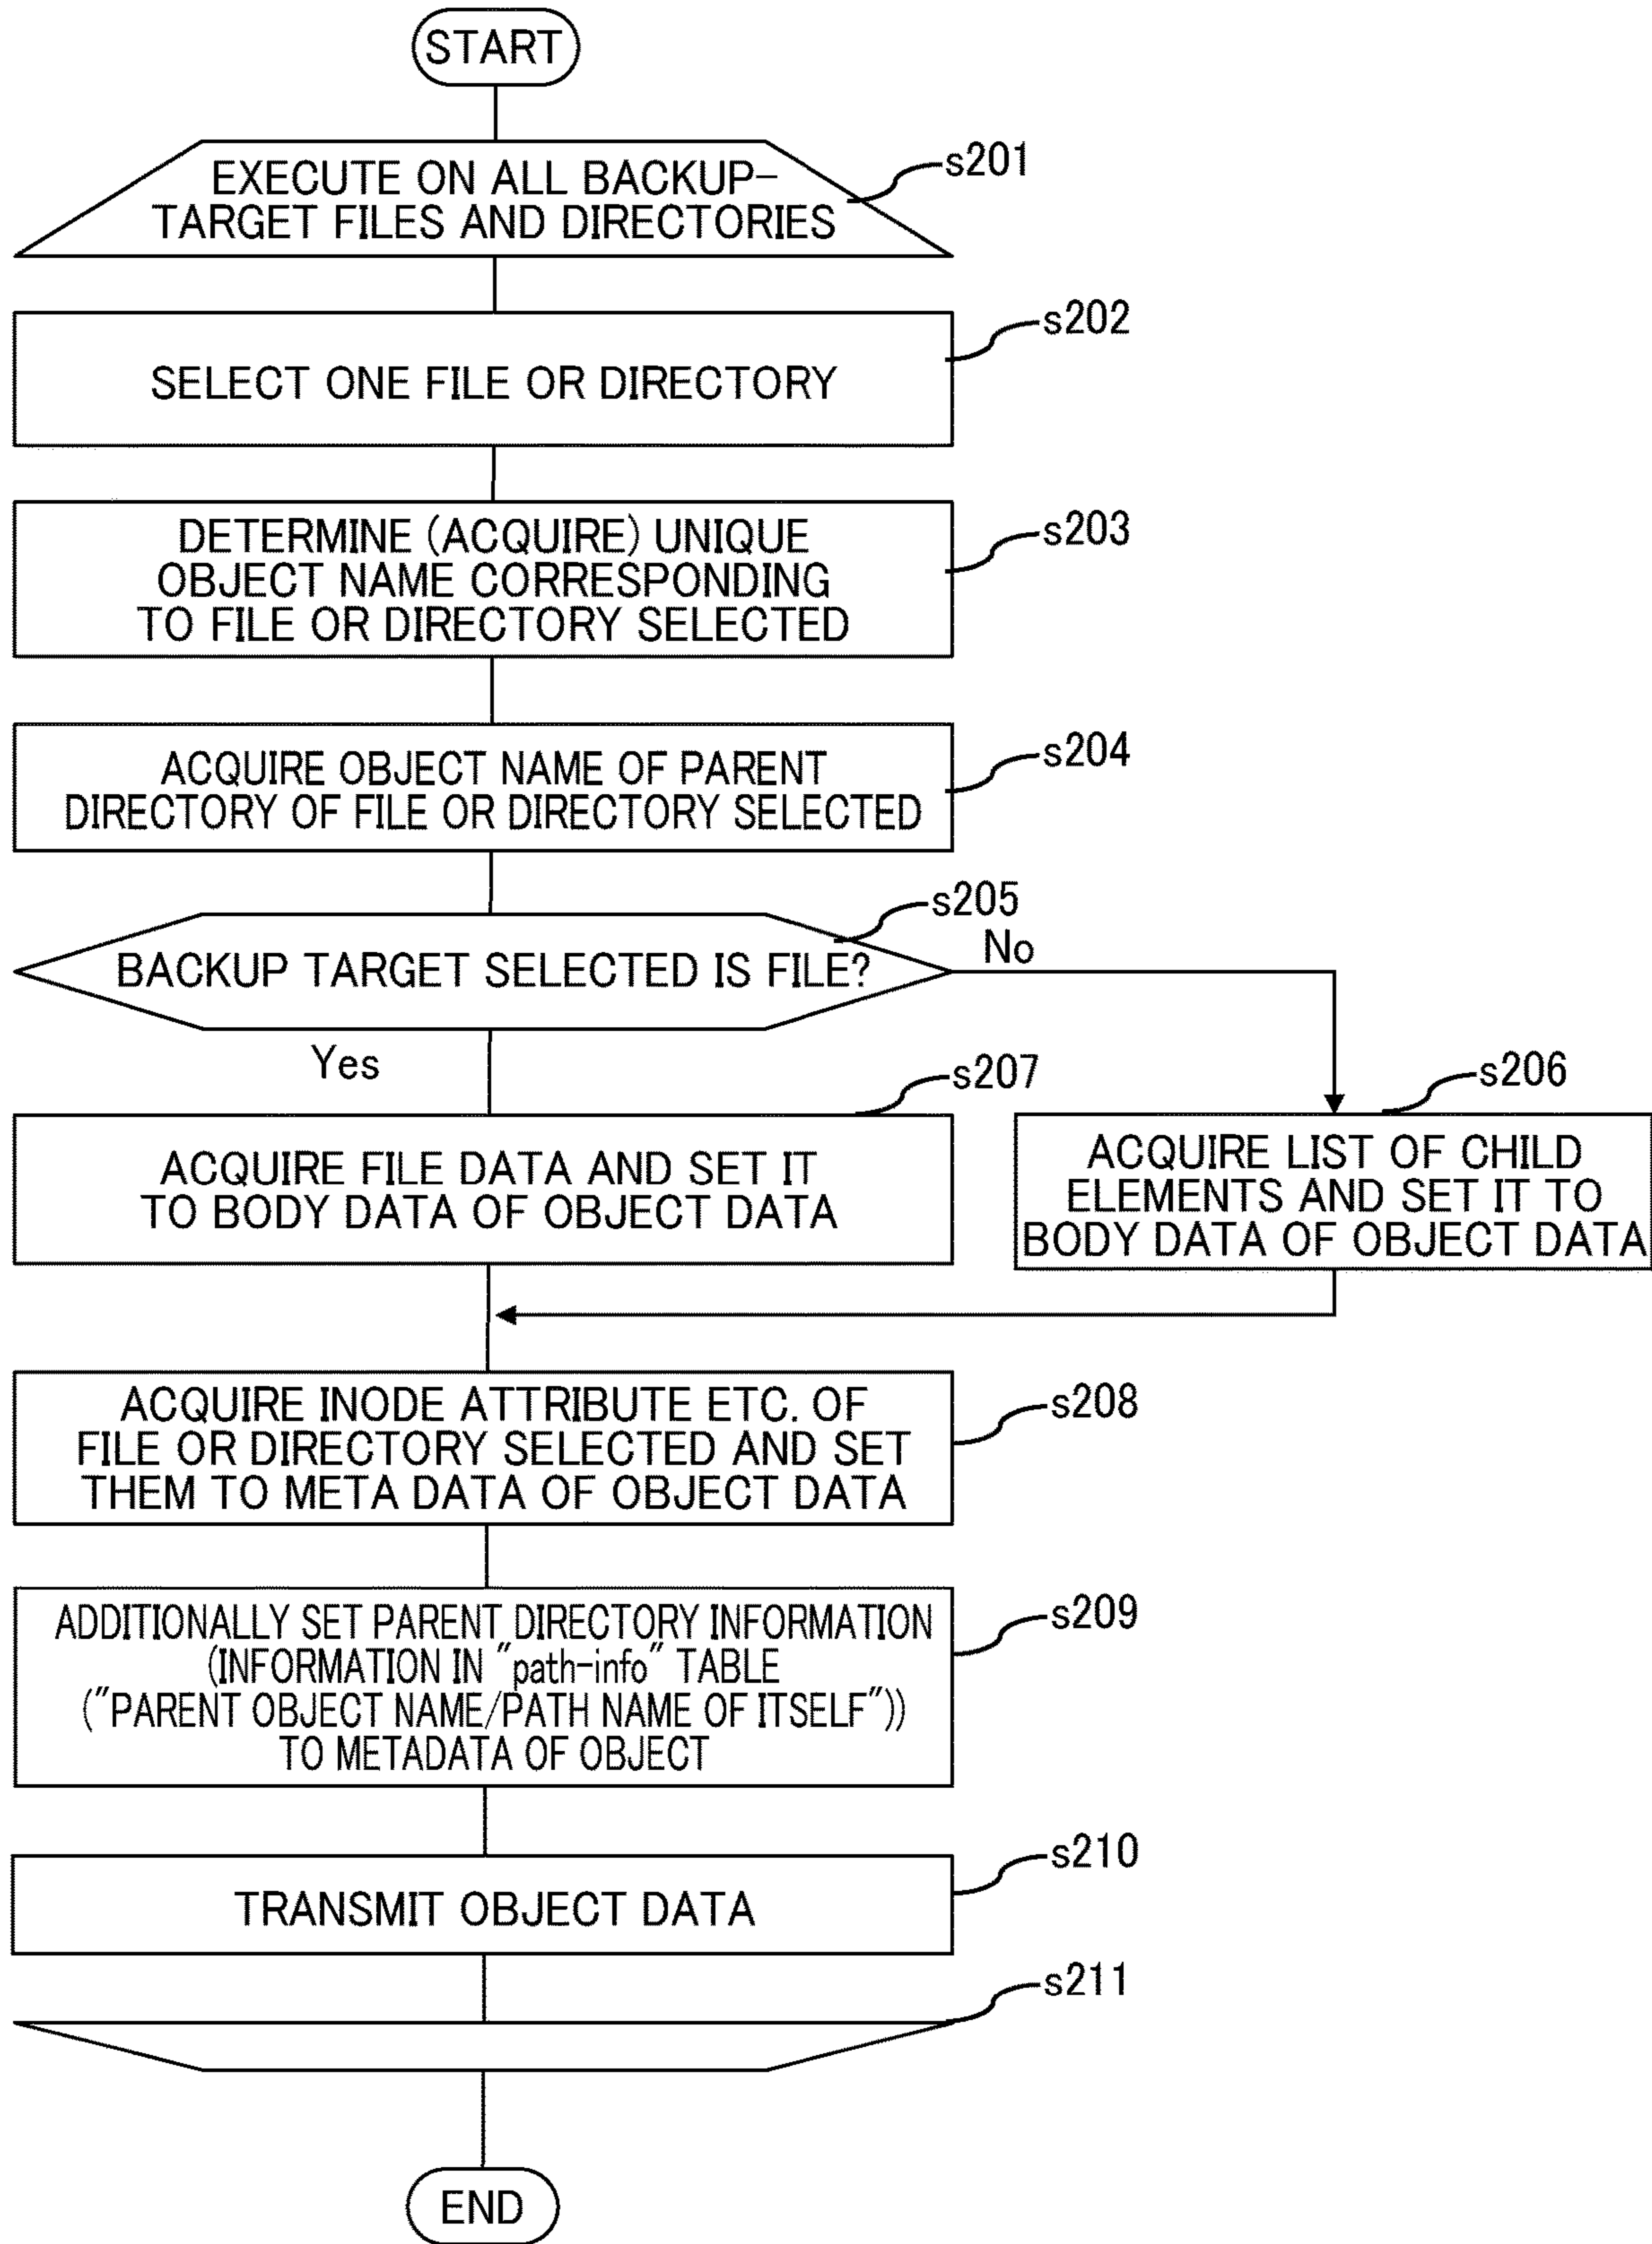 START
EXECUTE ON ALL BACKUP-
TARGET FILES AND DIRECTORIES
s201
SELECT ONE FILE OR DIRECTORY
s202
DETERMINE (ACQUIRE) UNIQUE
OBJECT NAME CORRESPONDING
TO FILE OR DIRECTORY SELECTED
s203
ACQUIRE OBJECT NAME OF PARENT
DIRECTORY OF FILE OR DIRECTORY SELECTED
s204
BACKUP TARGET SELECTED IS FILE?
s205
No
Yes
ACQUIRE FILE DATA AND SET IT
TO BODY DATA OF OBJECT DATA
s207
ACQUIRE LIST OF CHILD
ELEMENTS AND SET IT TO
BODY DATA OF OBJECT DATA
s206
ACQUIRE INODE ATTRIBUTE ETC. OF
FILE OR DIRECTORY SELECTED AND SET
THEM TO META DATA OF OBJECT DATA
s208
ADDITIONALLY SET PARENT DIRECTORY INFORMATION
(INFORMATION IN "path-info" TABLE
("PARENT OBJECT NAME/PATH NAME OF ITSELF"))
TO METADATA OF OBJECT
s209
TRANSMIT OBJECT DATA
s210
s211
END